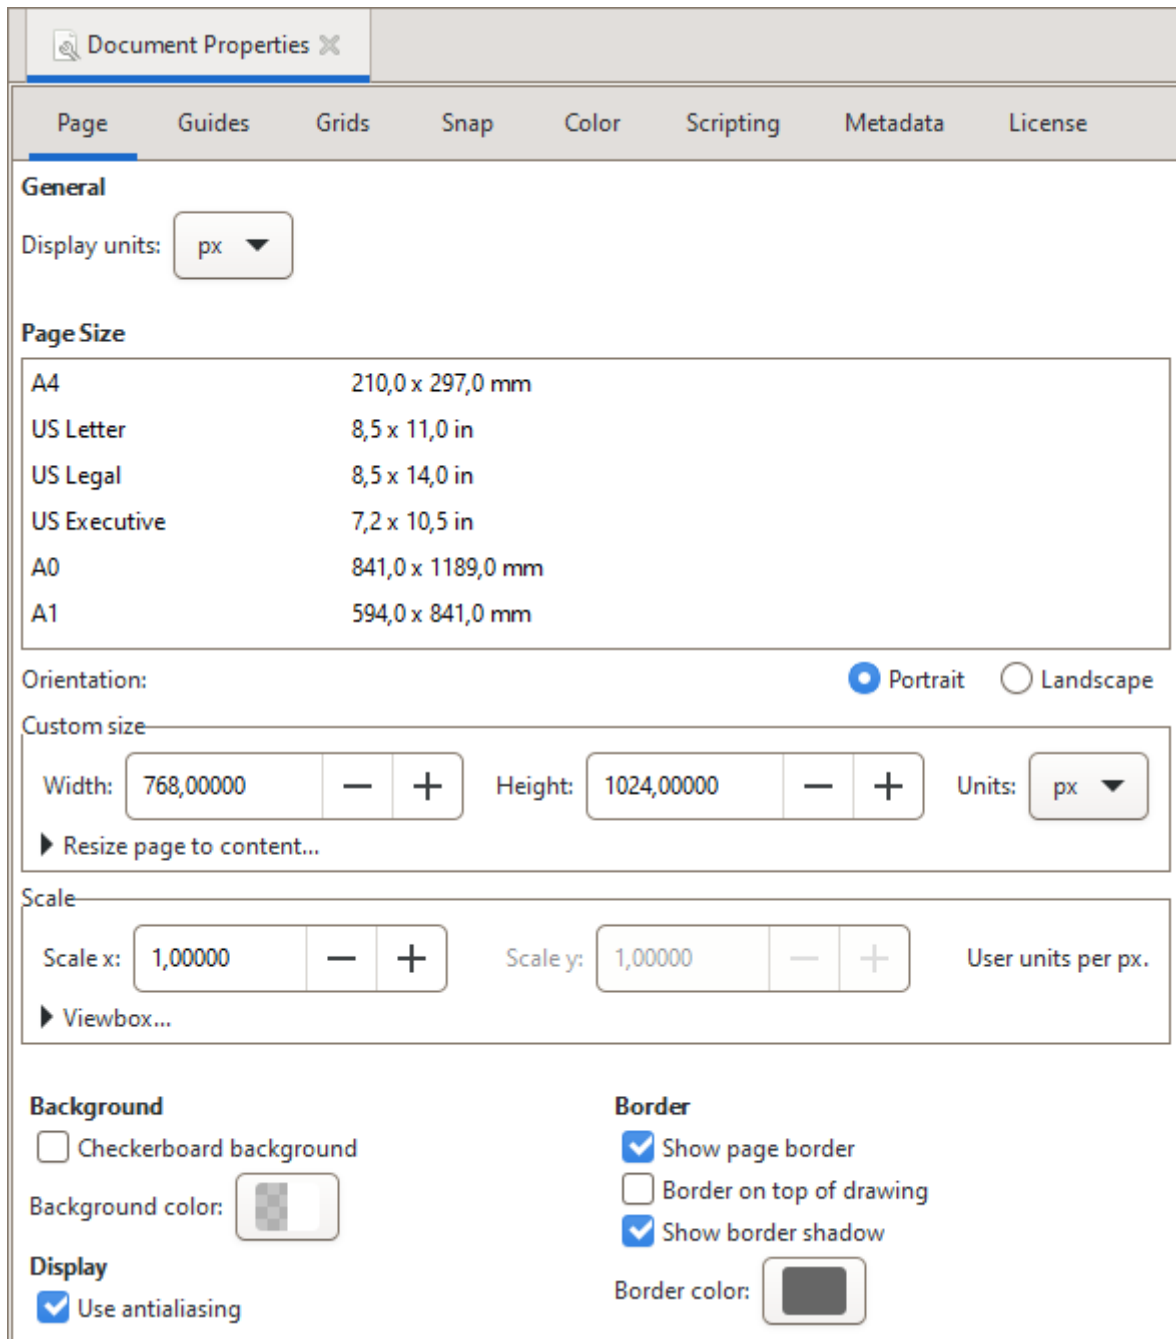 Document Properties
Page Guides Grids Snap Color Scripting Metadata License
General
Display units: px
Page Size
A4 210,0 x 297,0 mm
US Letter 8,5 x 11,0 in
US Legal 8,5 x 14,0 in
US Executive 7,2 x 10,5 in
A0 841,0 x 1189,0 mm
A1 594,0 x 841,0 mm
Orientation: Portrait Landscape
Custom size
Width: 768,00000 Height: 1024,00000 Units: px
Resize page to content...
Scale
Scale x: 1,00000 Scale y: 1,00000 User units per px.
Viewbox...
Background
Checkerboard background
Background color:
Display
Use antialiasing
Border
Show page border
Border on top of drawing
Show border shadow
Border color: